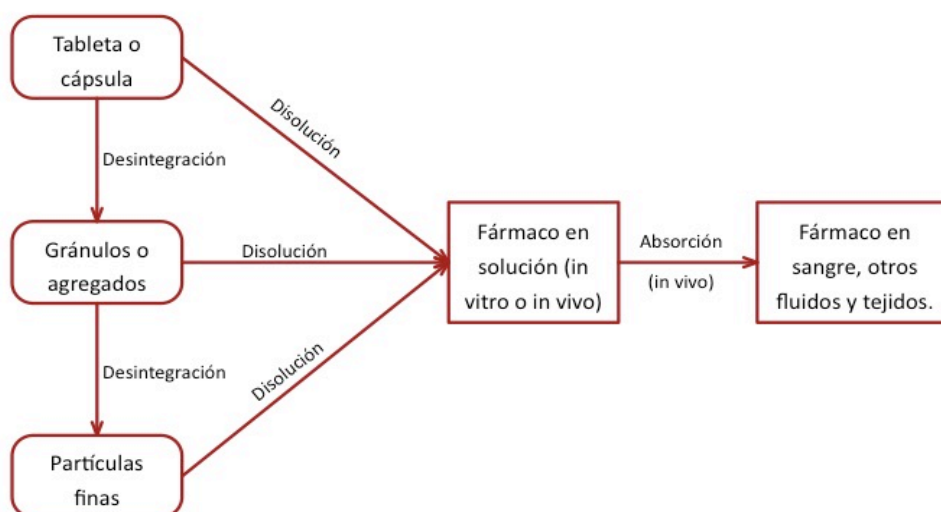 Tableta o
cápsula
Disolución
Desintegración
Gránulos o
agregados
Disolución
Fármaco en
solución (in
vitro o in vivo)
Absorción
(in vivo)
Fármaco en
sangre, otros
fluidos y tejidos.
Desintegración
Disolución
Partículas
finas